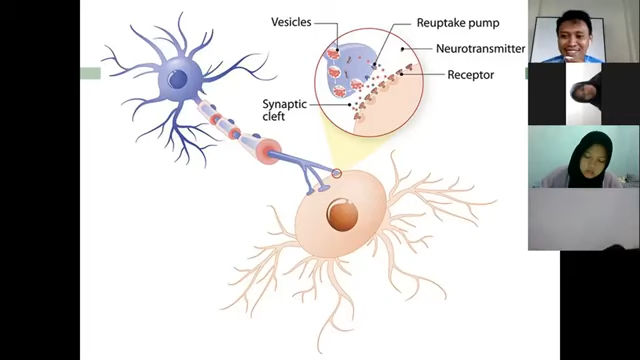 Vesicles
Reuptake pump
Neurotransmitter
Receptor
Synaptic
cleft